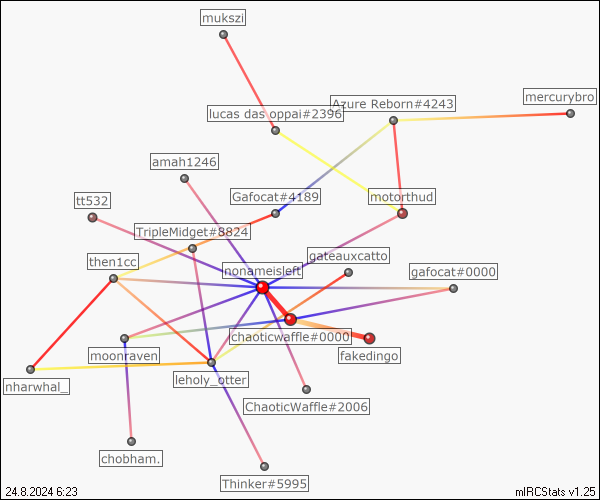 mukszi
mercurybro
Azure Reborn#4243
lucas das oppai#2396
amah1246
Gafocat#4189
motorthud
tt532
TripleMidget#8824
gateauxcatto
then1cc
nonameisleft
gafocat#0000
chaoticwaffle#0000
moonraven
fakedingo
leholy_otter
nharwhal_
ChaoticWaffle#2006
chobham.
Thinker#5995
24.8.2024 6:23
mIRCStats v1.25